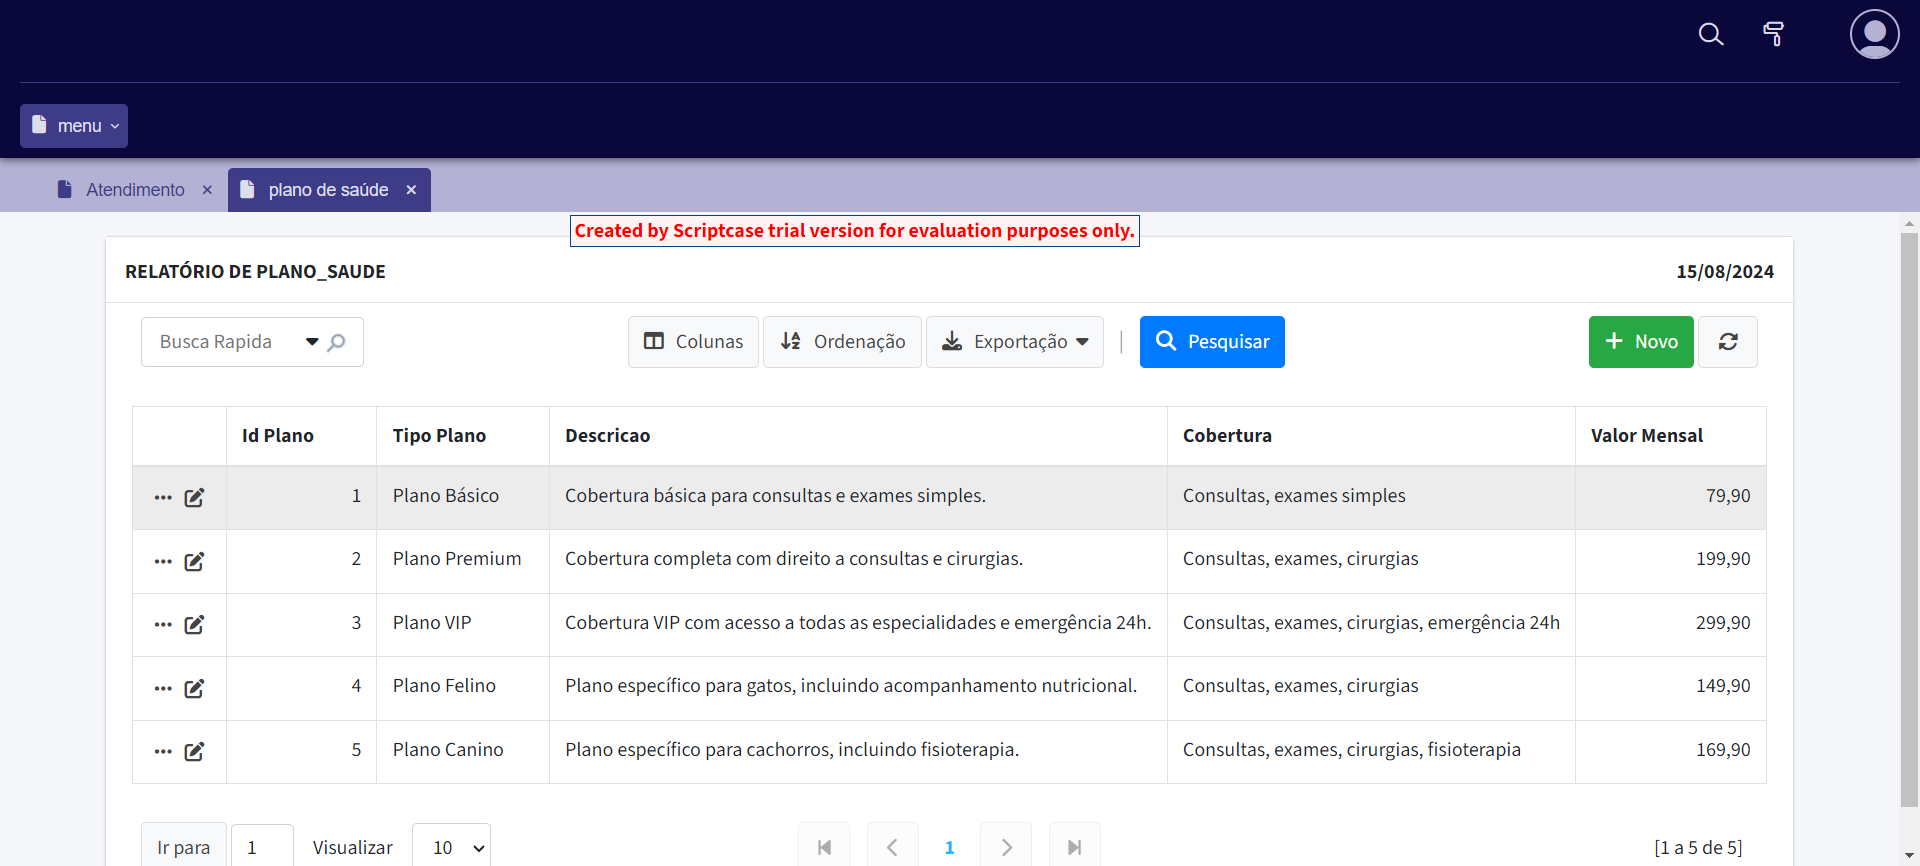 menu
Atendimento × plano de saúde ×
Created by Scriptcase trial version for evaluation purposes only.
RELATÓRIO DE PLANO_SAUDE 15/08/2024
Busca Rapida Colunas Ordenação Exportação | Pesquisar + Novo
Id Plano Tipo Plano Descricao Cobertura Valor Mensal
1 Plano Básico Cobertura básica para consultas e exames simples. Consultas, exames simples 79,90
2 Plano Premium Cobertura completa com direito a consultas e cirurgias. Consultas, exames, cirurgias 199,90
3 Plano VIP Cobertura VIP com acesso a todas as especialidades e emergência 24h. Consultas, exames, cirurgias, emergência 24h 299,90
4 Plano Felino Plano específico para gatos, incluindo acompanhamento nutricional. Consultas, exames, cirurgias 149,90
5 Plano Canino Plano específico para cachorros, incluindo fisioterapia. Consultas, exames, cirurgias, fisioterapia 169,90
Ir para 1 Visualizar 10 1 [1 a 5 de 5]